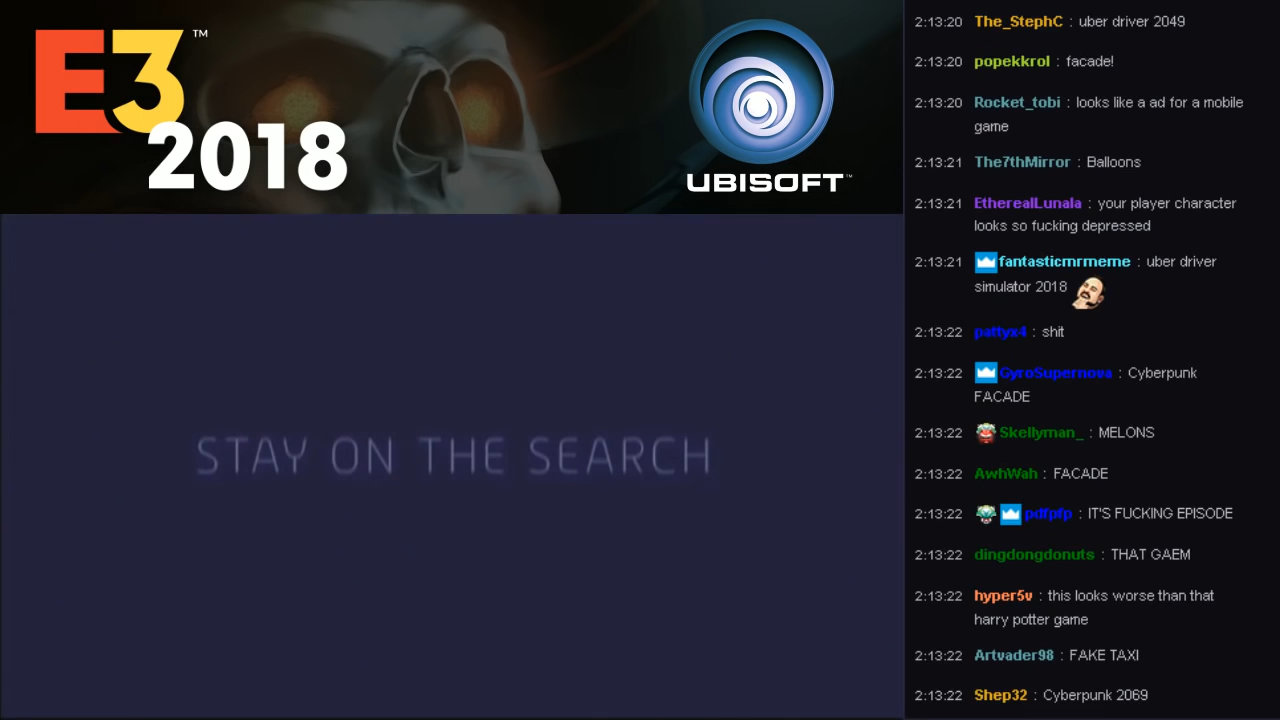 E3™
2018
UBISOFT™
STAY ON THE SEARCH
2:13:20 The_StephC : uber driver 2049
2:13:20 popekkrol : facade!
2:13:20 Rocket_tobi : looks like a ad for a mobile
game
2:13:21 The7thMirror : Balloons
2:13:21 EtherealLunala : your player character
looks so fucking depressed
2:13:21 fantasticmrmeme : uber driver
simulator 2018
2:13:22 pattyx4 : shit
2:13:22 GyroSupernova : Cyberpunk
FACADE
2:13:22 Skellyman_ : MELONS
2:13:22 AwhWah : FACADE
2:13:22 pdfpfp : IT'S FUCKING EPISODE
2:13:22 dingdongdonuts : THAT GAEM
2:13:22 hyper5v : this looks worse than that
harry potter game
2:13:22 Artvader98 : FAKE TAXI
2:13:22 Shep32 : Cyberpunk 2069